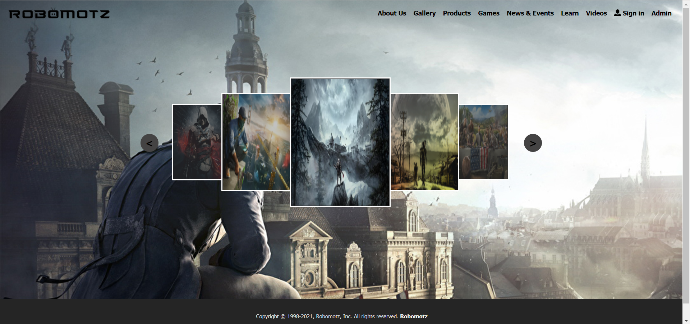 ROBOMOTZ
About Us Gallery Products Games News & Events Learn Videos Sign in Admin
< >
Copyright © 1998-2021, Robomotz, Inc. All rights reserved. Robomotz